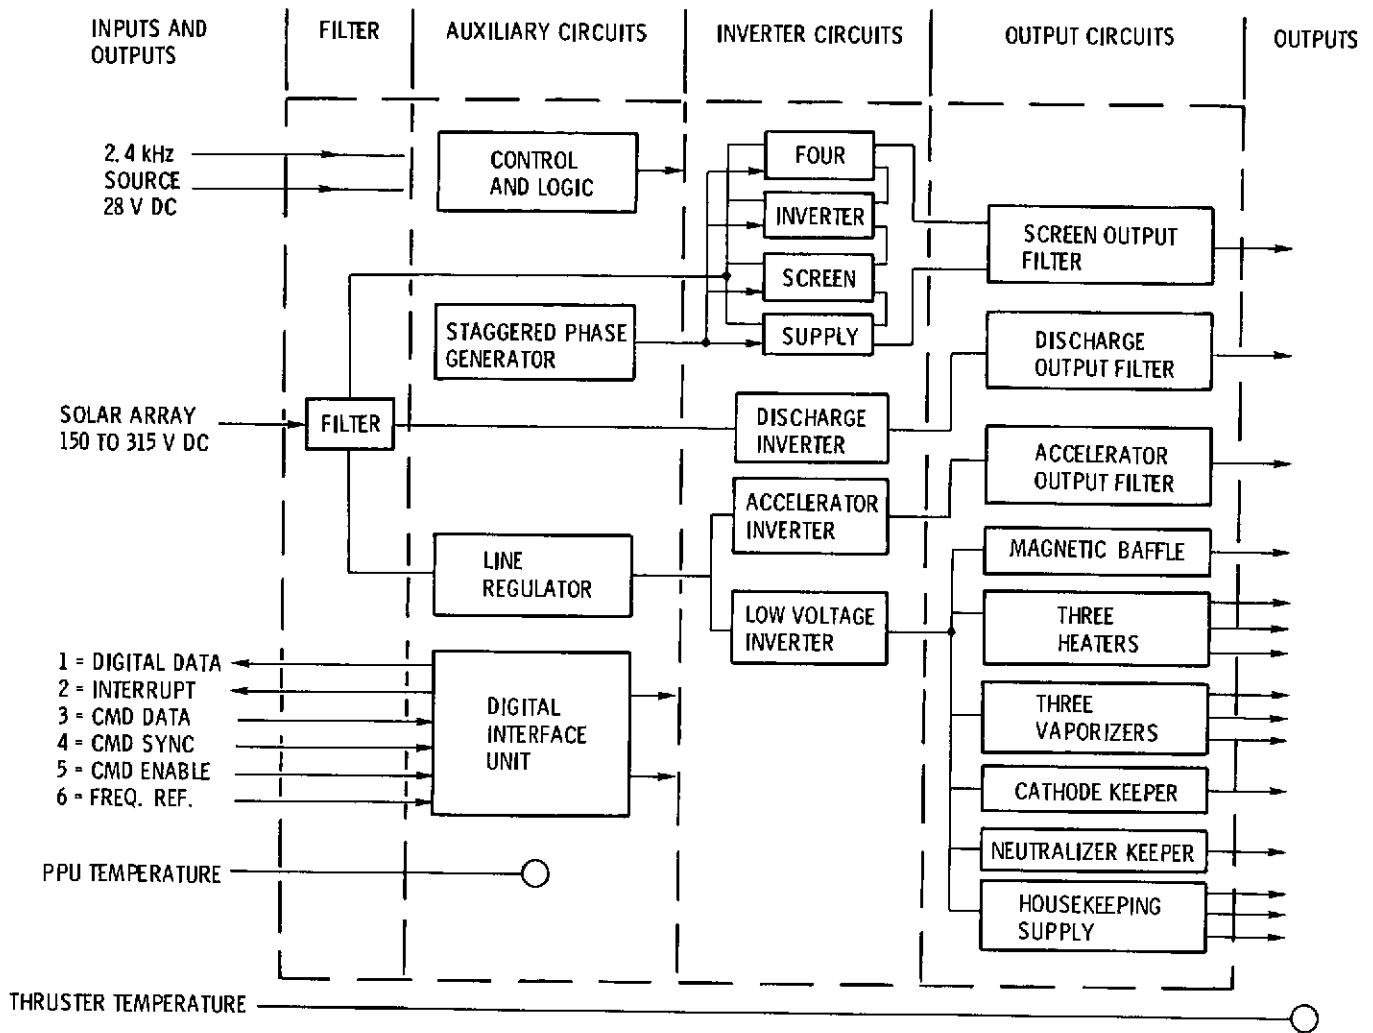 INPUTS AND
OUTPUTS
FILTER
AUXILIARY CIRCUITS
INVERTER CIRCUITS
OUTPUT CIRCUITS
OUTPUTS
2.4 kHz
SOURCE
28 V DC
CONTROL
AND LOGIC
FOUR
INVERTER
SCREEN
SUPPLY
SCREEN OUTPUT
FILTER
STAGGERED PHASE
GENERATOR
DISCHARGE
OUTPUT FILTER
SOLAR ARRAY
150 TO 315 V DC
FILTER
DISCHARGE
INVERTER
ACCELERATOR
OUTPUT FILTER
ACCELERATOR
INVERTER
LINE
REGULATOR
MAGNETIC BAFFLE
LOW VOLTAGE
INVERTER
THREE
HEATERS
1 = DIGITAL DATA
2 = INTERRUPT
3 = CMD DATA
4 = CMD SYNC
5 = CMD ENABLE
6 = FREQ. REF.
DIGITAL
INTERFACE
UNIT
THREE
VAPORIZERS
CATHODE KEEPER
NEUTRALIZER KEEPER
PPU TEMPERATURE
HOUSEKEEPING
SUPPLY
THRUSTER TEMPERATURE